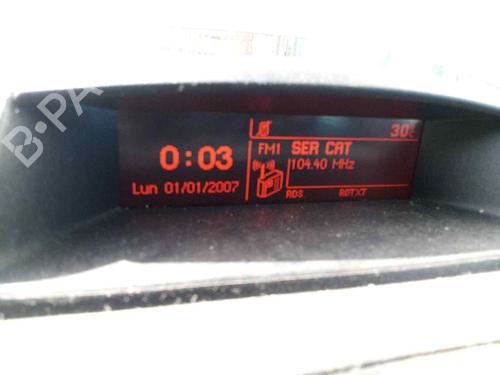 30°C
FM1 SER CAT
0:03
104.40 MHz
Lun 01/01/2007
RDS RDTXT
B-PA